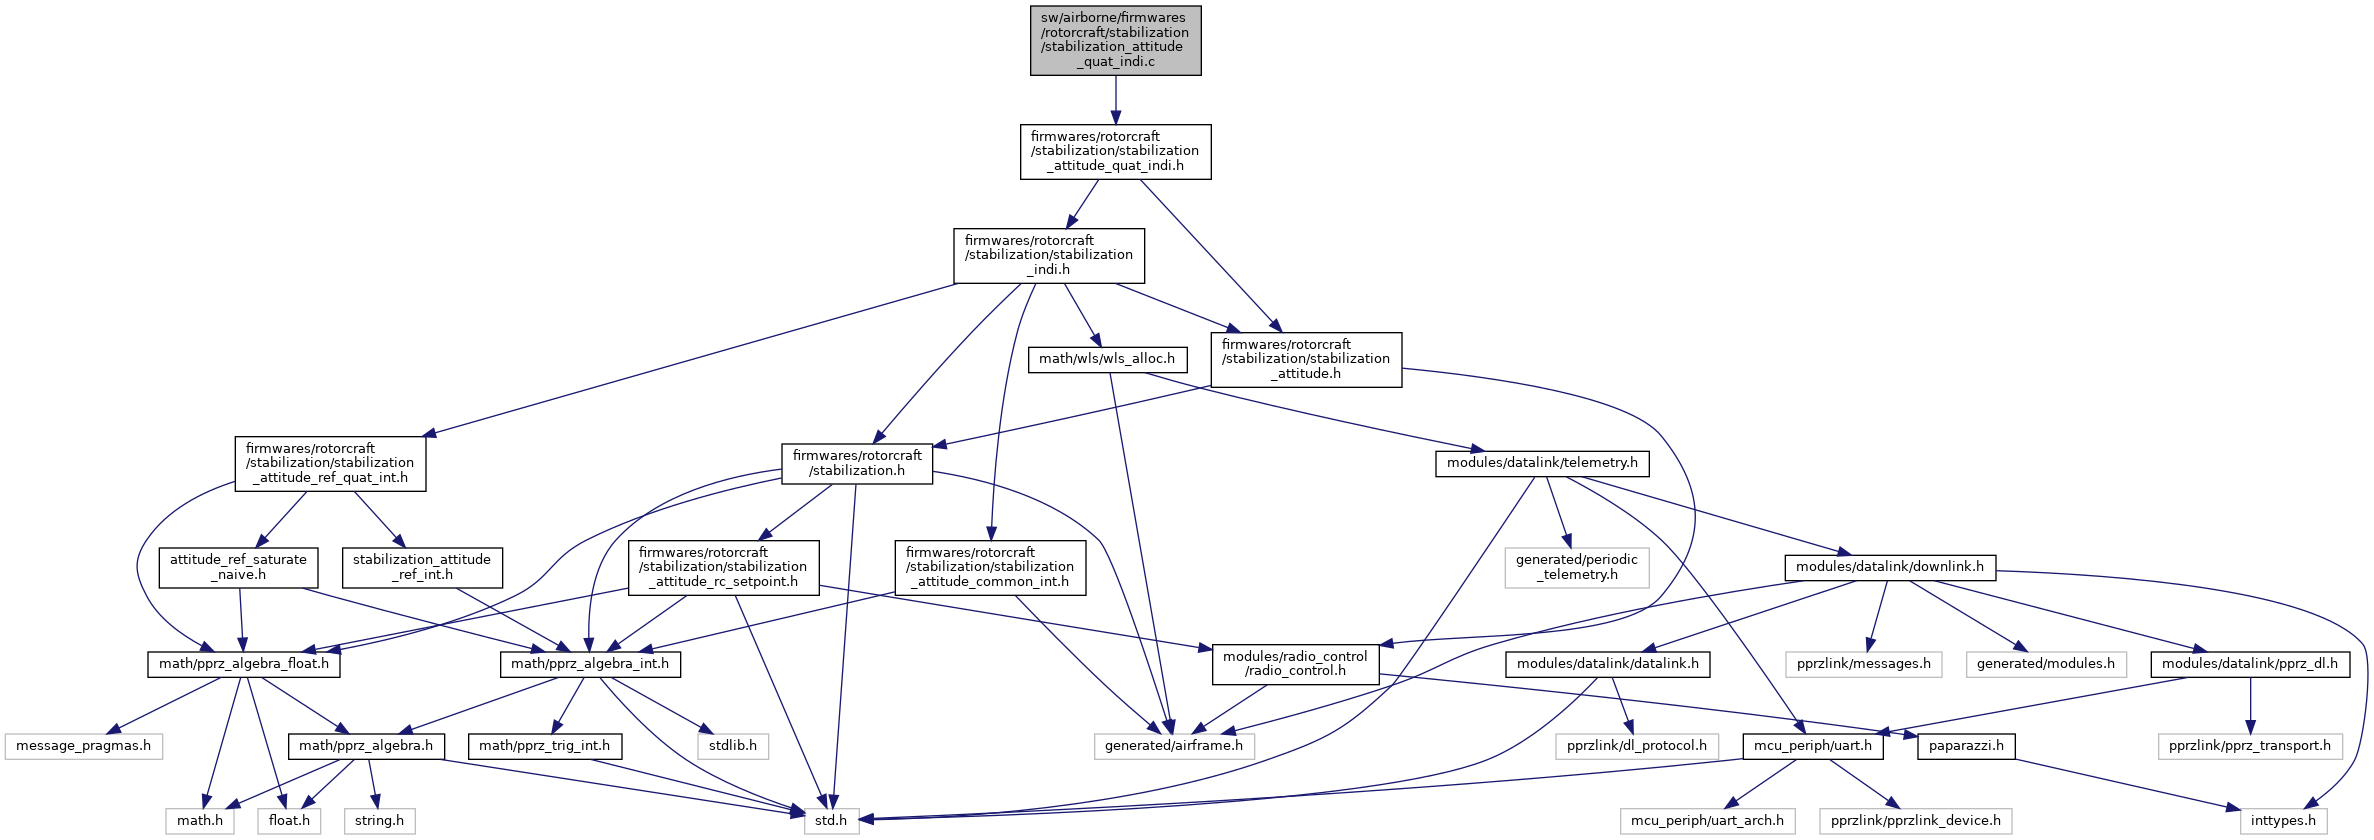 sw/airborne/firmwares
/rotorcraft/stabilization
/stabilization_attitude
_quat_indi.c
firmwares/rotorcraft
/stabilization/stabilization
_attitude_quat_indi.h
firmwares/rotorcraft
/stabilization/stabilization
_indi.h
math/wls/wls_alloc.h
firmwares/rotorcraft
/stabilization/stabilization
_attitude.h
firmwares/rotorcraft
/stabilization/stabilization
_attitude_ref_quat_int.h
firmwares/rotorcraft
/stabilization.h
modules/datalink/telemetry.h
attitude_ref_saturate
_naive.h
stabilization_attitude
_ref_int.h
firmwares/rotorcraft
/stabilization/stabilization
_attitude_rc_setpoint.h
firmwares/rotorcraft
/stabilization/stabilization
_attitude_common_int.h
generated/periodic
_telemetry.h
modules/datalink/downlink.h
math/pprz_algebra_float.h
math/pprz_algebra_int.h
modules/radio_control
/radio_control.h
modules/datalink/datalink.h
pprzlink/messages.h
generated/modules.h
modules/datalink/pprz_dl.h
message_pragmas.h
math/pprz_algebra.h
math/pprz_trig_int.h
stdlib.h
generated/airframe.h
pprzlink/dl_protocol.h
mcu_periph/uart.h
paparazzi.h
pprzlink/pprz_transport.h
math.h
float.h
string.h
std.h
mcu_periph/uart_arch.h
pprzlink/pprzlink_device.h
inttypes.h